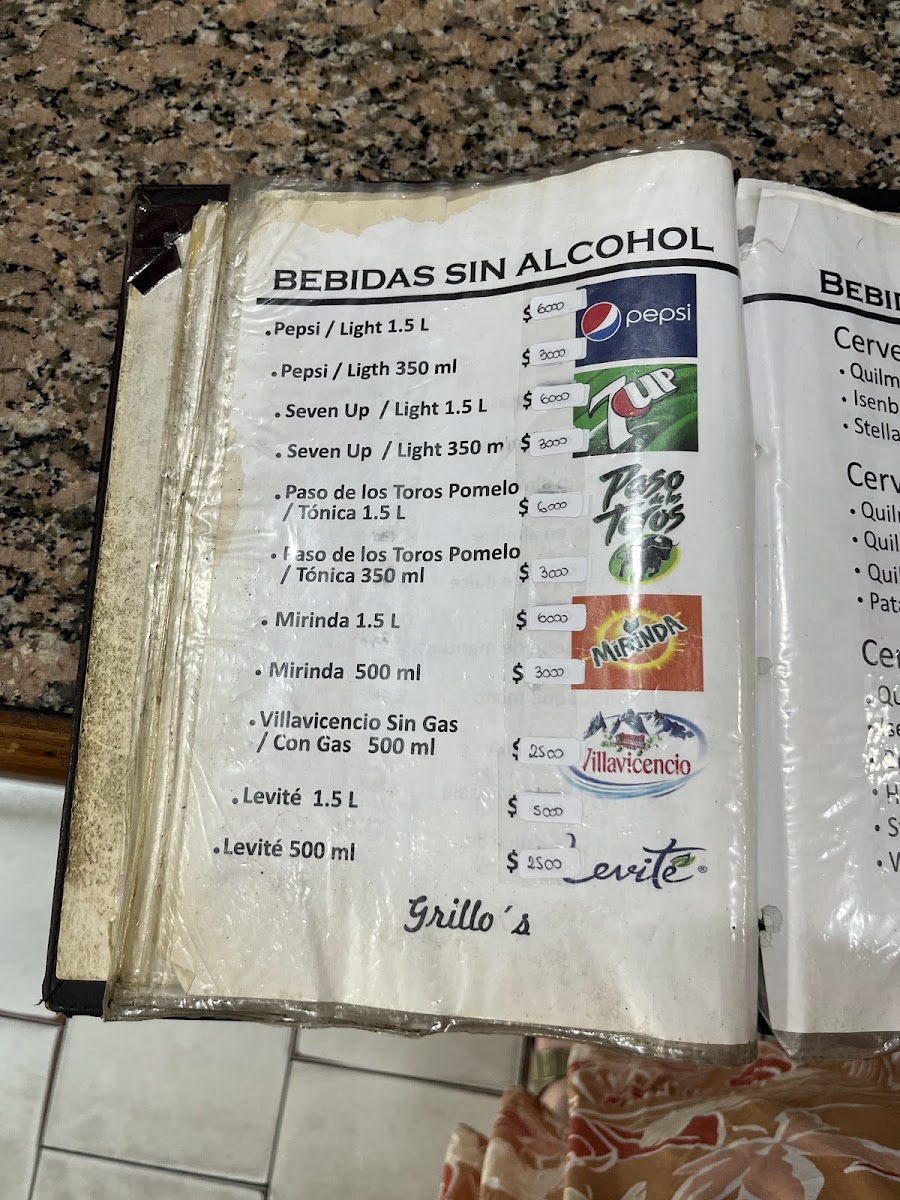 BEBIDAS SIN ALCOHOL
• Pepsi / Light 1.5 L $ 6000
• Pepsi / Ligth 350 ml $ 3000
• Seven Up / Light 1.5 L $ 6000
• Seven Up / Light 350 m $ 3000
• Paso de los Toros Pomelo
/ Tónica 1.5 L $ 6000
• Paso de los Toros Pomelo
/ Tónica 350 ml $ 3000
• Mirinda 1.5 L $ 6000
• Mirinda 500 ml $ 3000
• Villavicencio Sin Gas
/ Con Gas 500 ml $ 2500
• Levité 1.5 L $ 5000
• Levité 500 ml $ 2500
Grillo´s
pepsi
7UP
Paso
de los
Toros
MIRINDA
Villavicencio
Levité®
BEBID
Cerve
• Quilm
• Isenb
• Stella
Cerv
• Quil
• Quil
• Qui
• Pat
Ce